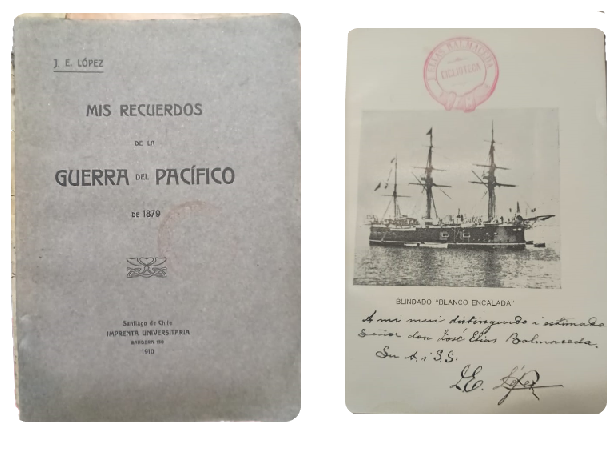 J. E. LÓPEZ
MIS RECUERDOS
DE LA
GUERRA DEL PACÍFICO
DE 1879
Santiago de Chile
IMPRENTA UNIVERSITARIA
1910
BLINDADO "BLANCO ENCALADA"
A mi mui distinguido i estimado
Señor don José Elías Balmaceda.
Su A. i S.S.
J.E. López